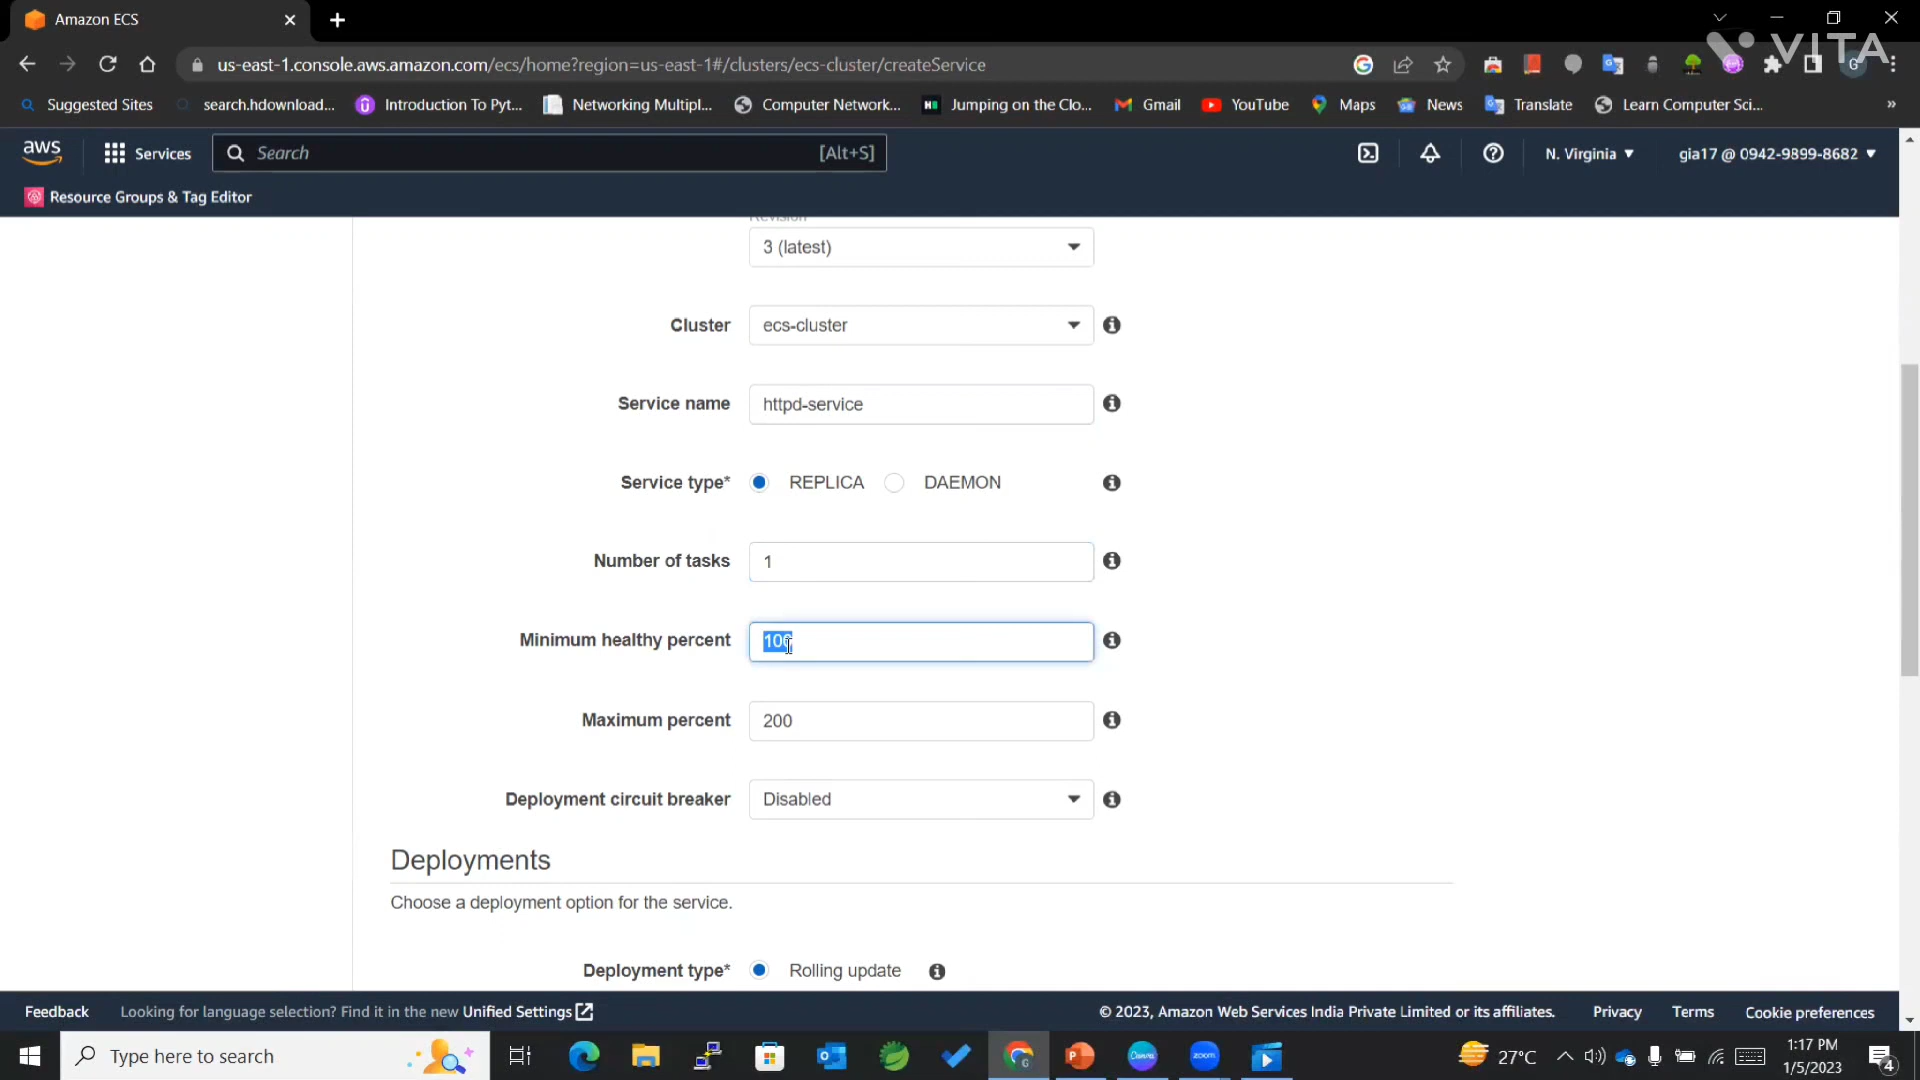 Amazon ECS
VITA
us-east-1.console.aws.amazon.com/ecs/home?region=us-east-1#/clusters/ecs-cluster/createService
Suggested Sites
search.hdownload...
Introduction To Pyt...
Networking Multipl...
Computer Network...
Jumping on the Clo...
Gmail
YouTube
Maps
News
Translate
Learn Computer Sci...
»
aws
Services
Search
[Alt+S]
N. Virginia
gia17 @ 0942-9899-8682
Resource Groups & Tag Editor
Revision
3 (latest)
Cluster
ecs-cluster
Service name
httpd-service
Service type*
REPLICA
DAEMON
Number of tasks
1
Minimum healthy percent
100
Maximum percent
200
Deployment circuit breaker
Disabled
Deployments
Choose a deployment option for the service.
Deployment type*
Rolling update
Feedback
Looking for language selection? Find it in the new Unified Settings
© 2023, Amazon Web Services India Private Limited or its affiliates.
Privacy
Terms
Cookie preferences
Type here to search
Canva
zoom
27°C
1:17 PM
1/5/2023
4